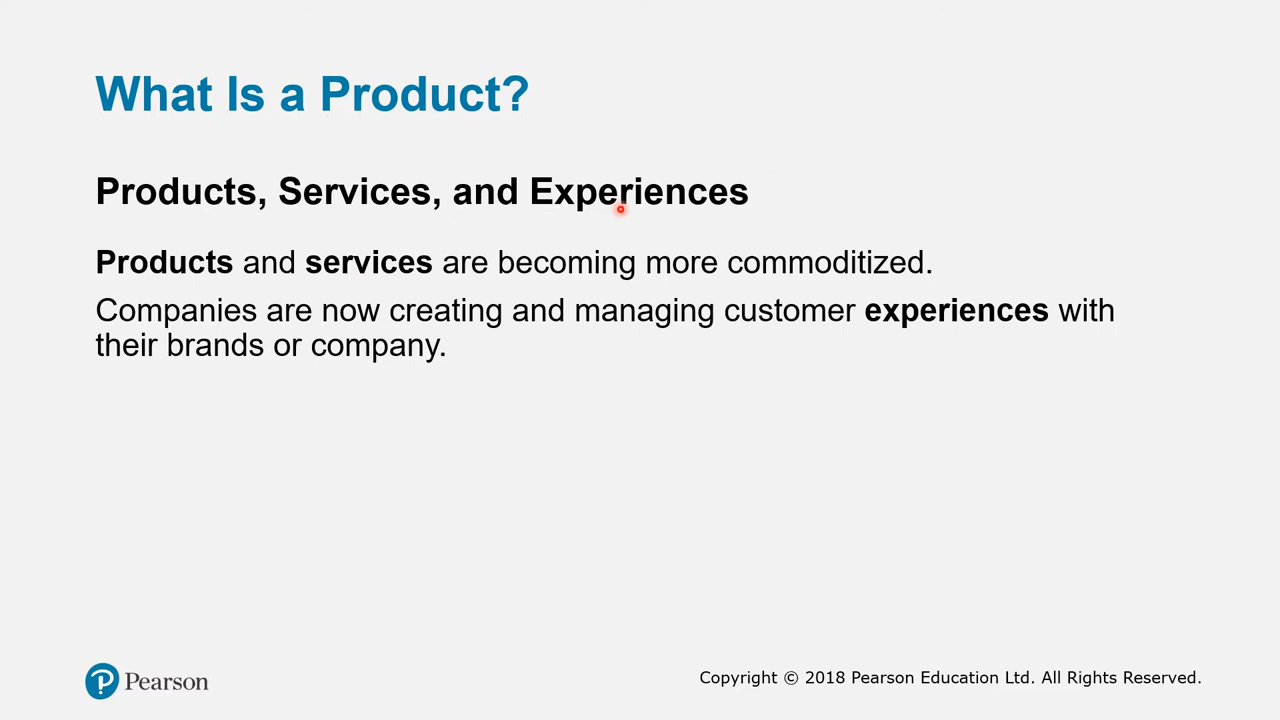 What Is a Product?
Products, Services, and Experiences
Products and services are becoming more commoditized.
Companies are now creating and managing customer experiences with
their brands or company.
Pearson
Copyright © 2018 Pearson Education Ltd. All Rights Reserved.